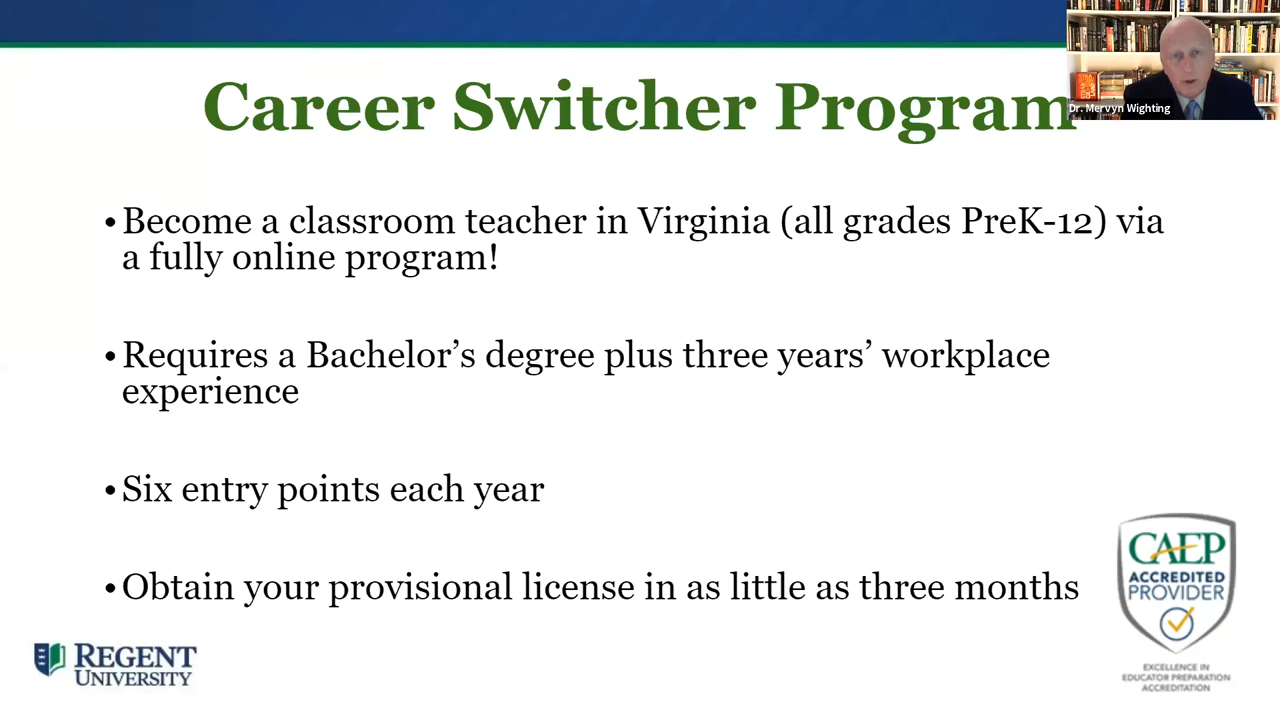 Career Switcher Program
Dr. Mervyn Wighting
•Become a classroom teacher in Virginia (all grades PreK-12) via
a fully online program!
•Requires a Bachelor’s degree plus three years’ workplace
experience
•Six entry points each year
•Obtain your provisional license in as little as three months
CAEP
ACCREDITED
PROVIDER
EXCELLENCE IN
EDUCATOR PREPARATION
ACCREDITATION
REGENT
UNIVERSITY